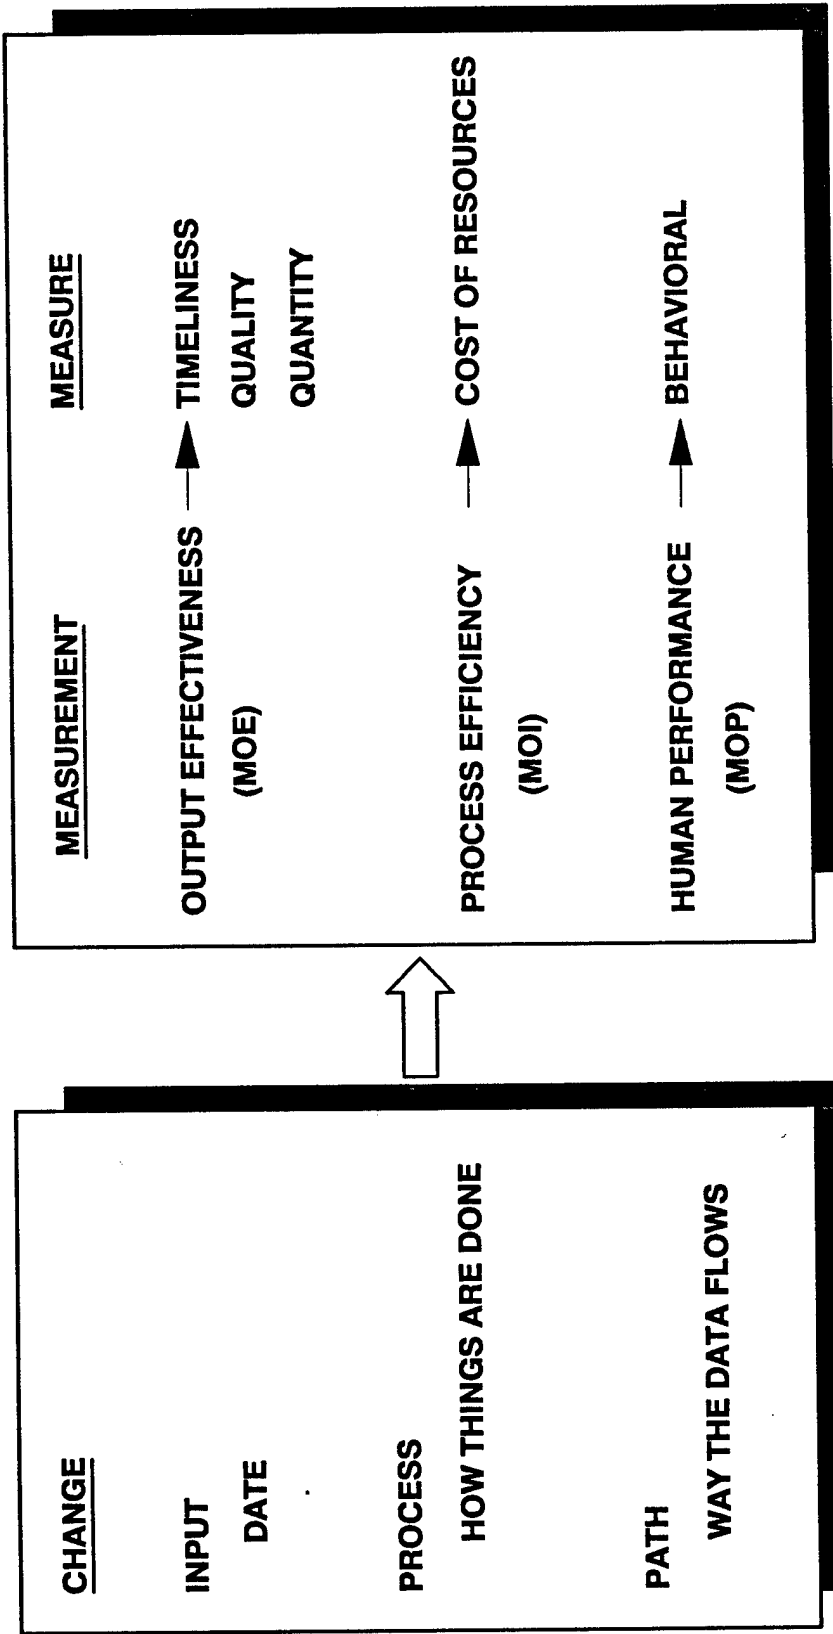 CHANGE
INPUT
DATE
PROCESS
HOW THINGS ARE DONE
PATH
WAY THE DATA FLOWS
MEASUREMENT MEASURE
OUTPUT EFFECTIVENESS TIMELINESS
(MOE) QUALITY
QUANTITY
PROCESS EFFICIENCY COST OF RESOURCES
(MOI)
HUMAN PERFORMANCE BEHAVIORAL
(MOP)